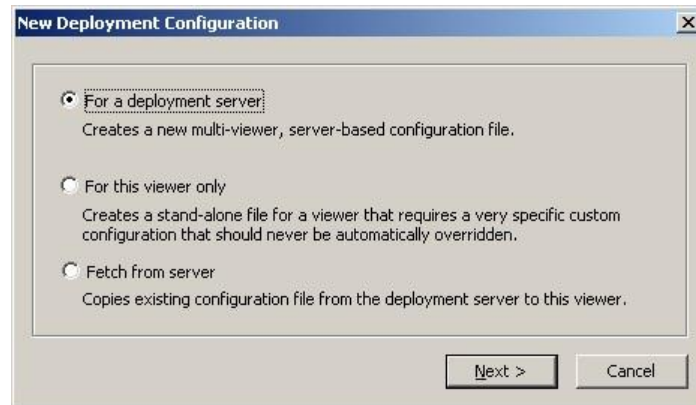 New Deployment Configuration
For a deployment server
Creates a new multi-viewer, server-based configuration file.
For this viewer only
Creates a stand-alone file for a viewer that requires a very specific custom
configuration that should never be automatically overridden.
Fetch from server
Copies existing configuration file from the deployment server to this viewer.
Next >
Cancel